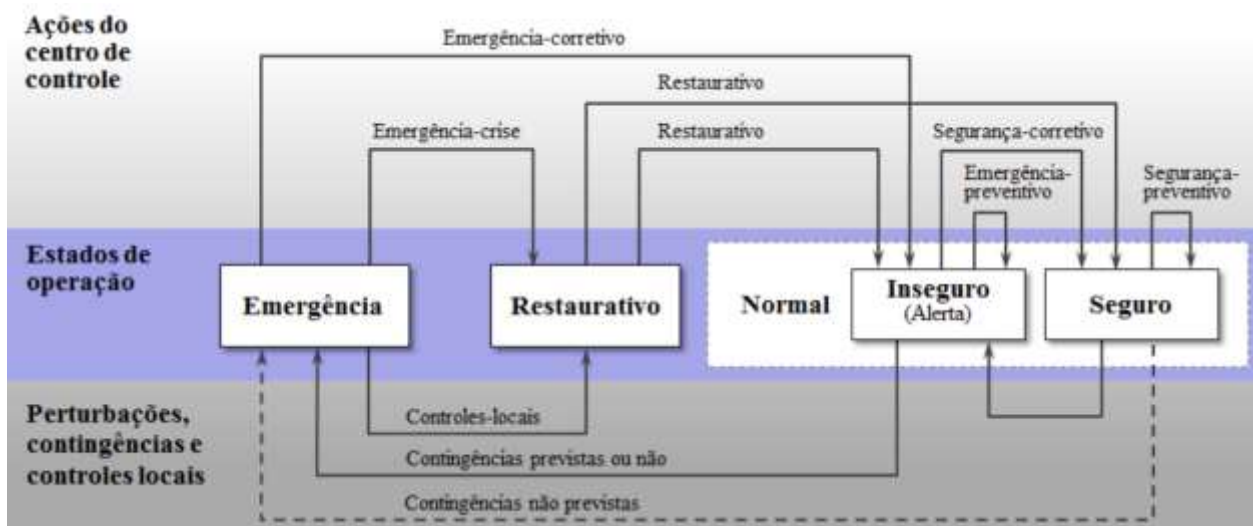 Ações do
centro de
controle
Emergência-corretivo
Restaurativo
Emergência-crise
Restaurativo
Segurança-corretivo
Emergência-
preventivo
Segurança-
preventivo
Estados de
operação
Emergência
Restaurativo
Normal
Inseguro
(Alerta)
Seguro
Perturbações,
contingências e
controles locais
Controles-locais
Contingências previstas ou não
Contingências não previstas